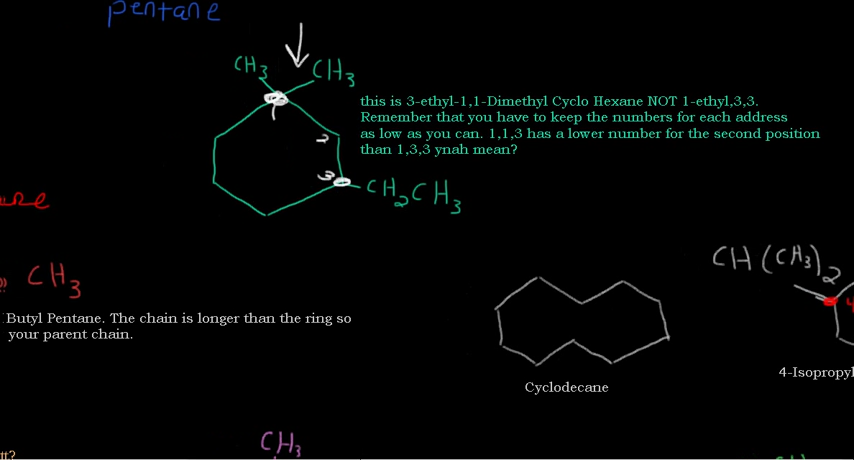 pentane
CH3
CH3
this is 3-ethyl-1,1-Dimethyl Cyclo Hexane NOT 1-ethyl,3,3.
Remember that you have to keep the numbers for each address
as low as you can. 1,1,3 has a lower number for the second position
than 1,3,3 ynah mean?
1
2
3
CH2CH3
CH(CH3)2
CH3
4
Butyl Pentane. The chain is longer than the ring so
your parent chain.
Cyclodecane
4-Isopropyl
CH3